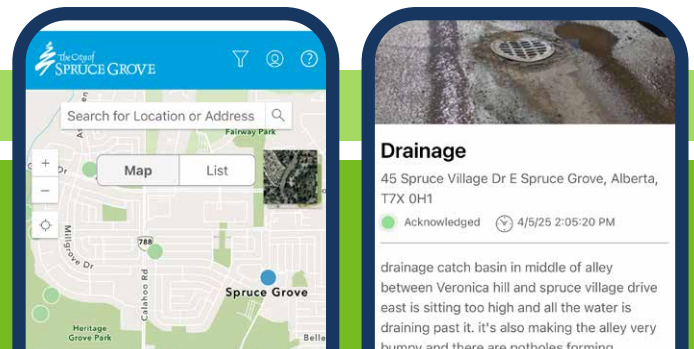 The City of
SPRUCE GROVE
Search for Location or Address
Fairway Park
Map
List
Dr
Millgrove Dr
788
Calahoo Rd
Spruce Grove
Heritage
Grove Park
Belle
Drainage
45 Spruce Village Dr E Spruce Grove, Alberta,
T7X 0H1
Acknowledged 4/5/25 2:05:20 PM
drainage catch basin in middle of alley
between Veronica hill and spruce village drive
east is sitting too high and all the water is
draining past it. it's also making the alley very
bumpy and there are potholes forming